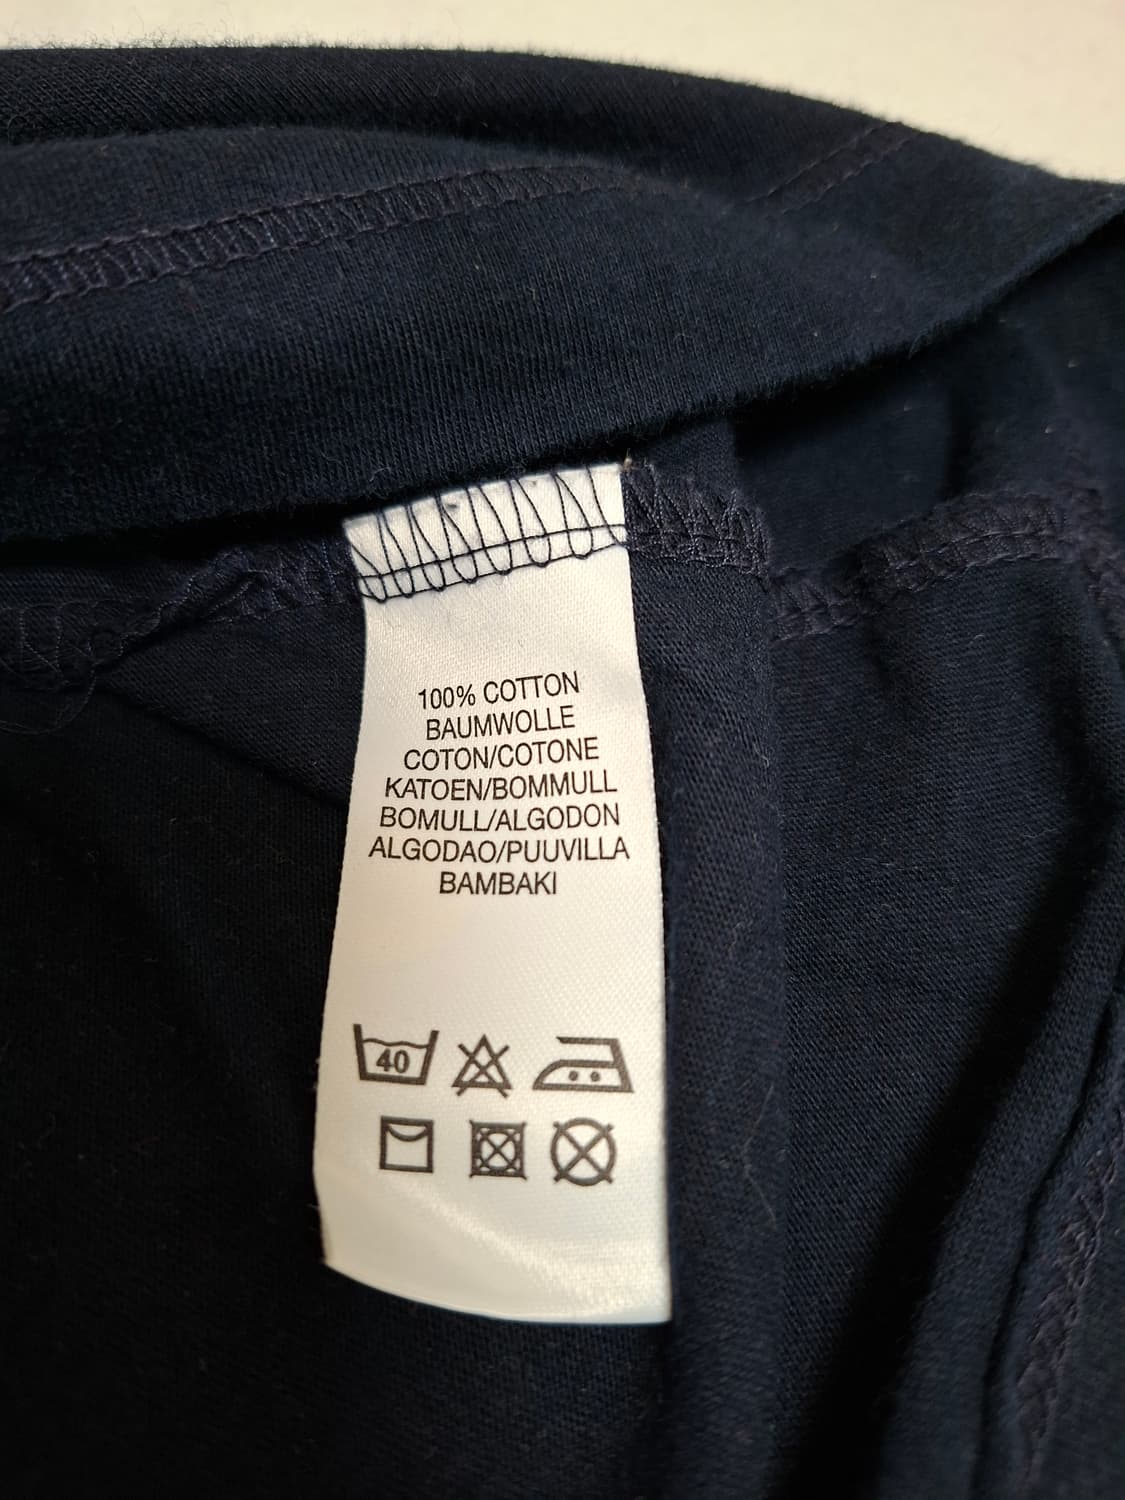 100% COTTON
BAUMWOLLE
COTON/COTONE
KATOEN/BOMMULL
BOMULL/ALGODON
ALGODAO/PUUVILLA
BAMBAKI
40